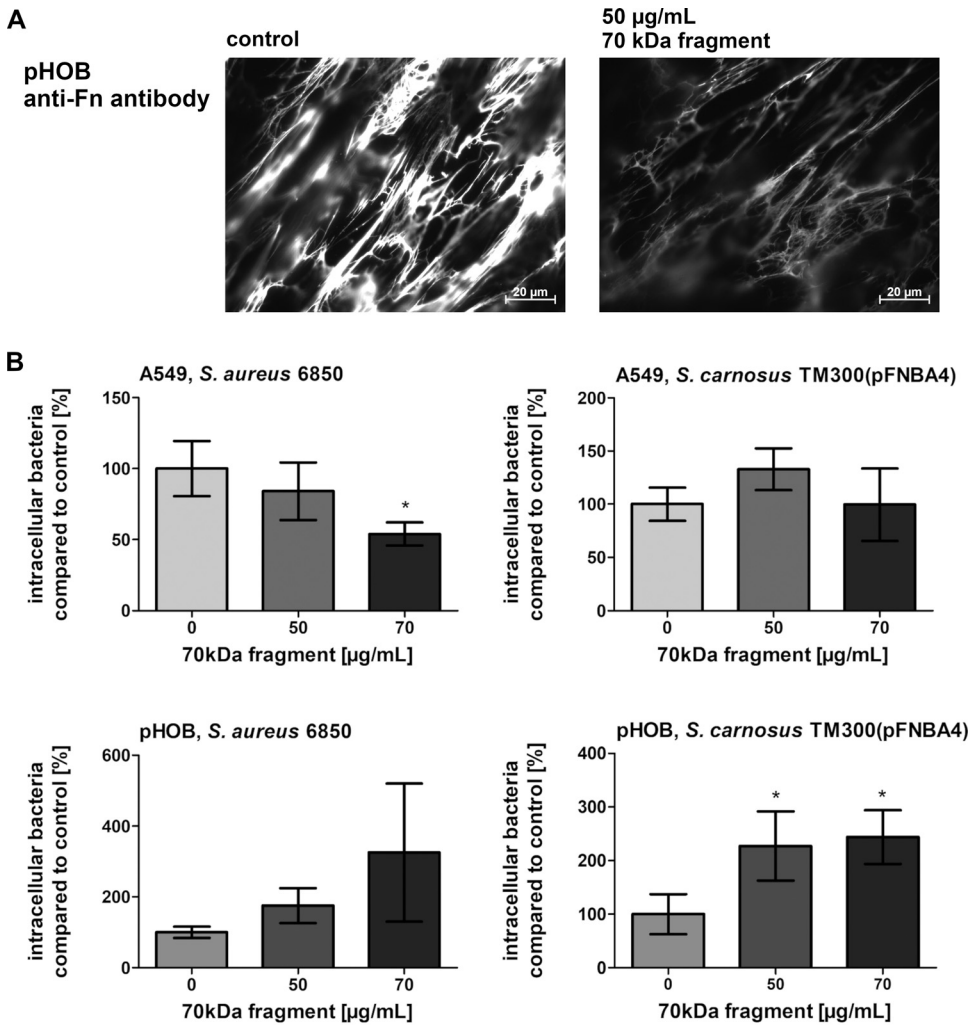 A
control
50 µg/mL
70 kDa fragment
pHOB
anti-Fn antibody
20 µm
20 µm
B
A549, S. aureus 6850
intracellular bacteria
compared to control [%]
150
100
50
0
*
0 50 70
70kDa fragment [µg/mL]
A549, S. carnosus TM300(pFNBA4)
intracellular bacteria
compared to control [%]
200
150
100
50
0
0 50 70
70kDa fragment [µg/mL]
pHOB, S. aureus 6850
intracellular bacteria
compared to control [%]
600
400
200
0
0 50 70
70kDa fragment [µg/mL]
pHOB, S. carnosus TM300(pFNBA4)
intracellular bacteria
compared to control [%]
400
300
200
100
0
* *
0 50 70
70kDa fragment [µg/mL]